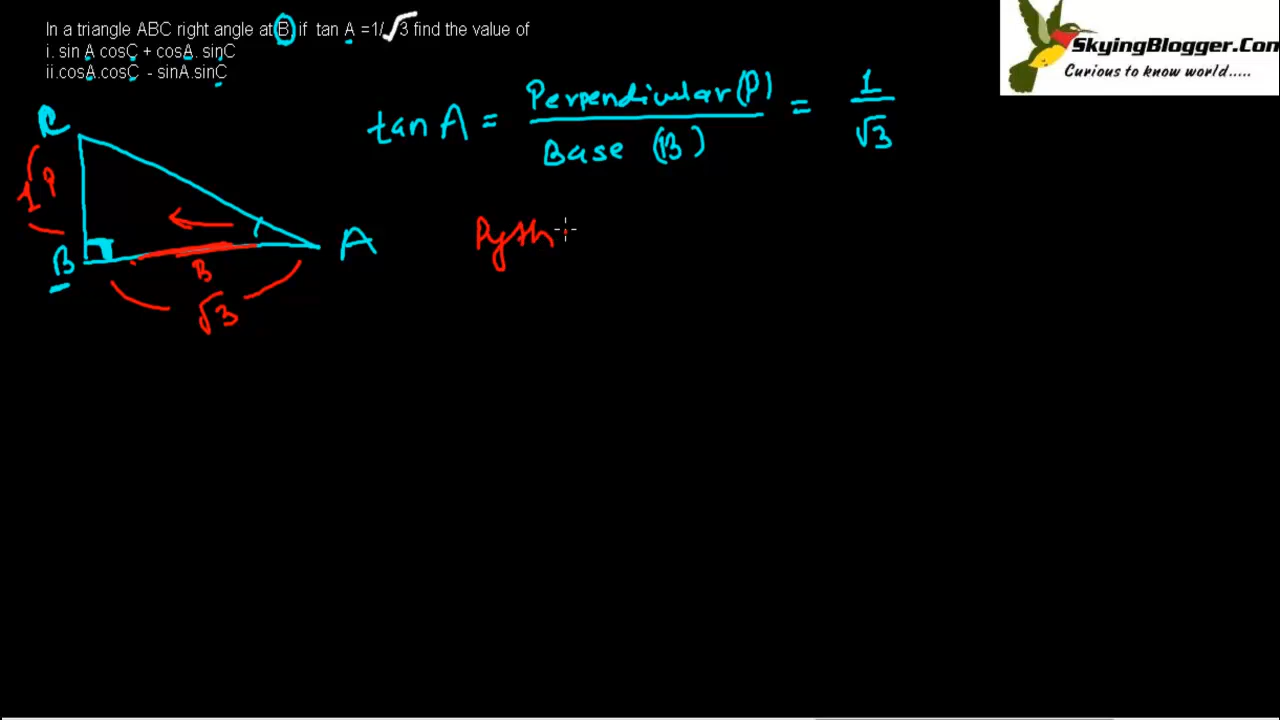 In a triangle ABC right angle at B, if tan A =1/√3 find the value of
i. sin A cosC + cosA. sinC
ii.cosA.cosC - sinA.sinC
SkyingBlogger.Com
Curious to know world.....
tan A = Perpendicular (P) / Base (B) = 1 / √3
C
1 P
B
A
B
√3
Pyth